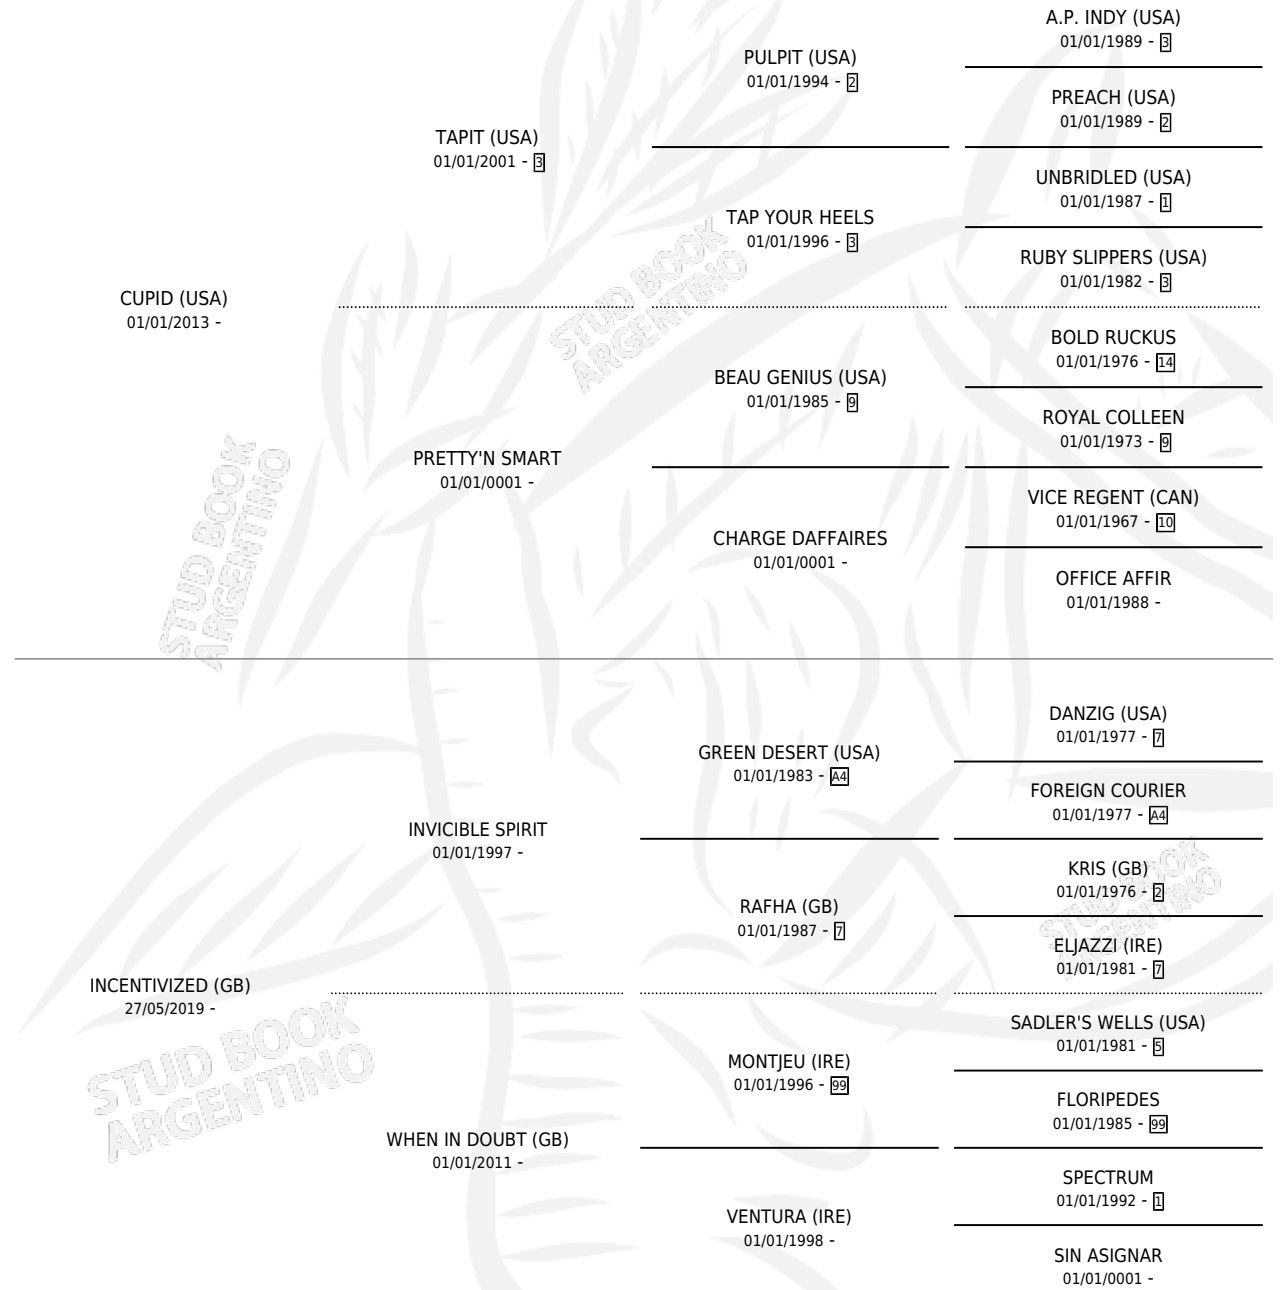 A.P. INDY (USA)
01/01/1989 - 3
PULPIT (USA)
01/01/1994 - 2
PREACH (USA)
01/01/1989 - 2
TAPIT (USA)
01/01/2001 - 3
UNBRIDLED (USA)
01/01/1987 - 1
TAP YOUR HEELS
01/01/1996 - 3
RUBY SLIPPERS (USA)
01/01/1982 - 3
CUPID (USA)
01/01/2013 -
BOLD RUCKUS
01/01/1976 - 14
BEAU GENIUS (USA)
01/01/1985 - 9
ROYAL COLLEEN
01/01/1973 - 9
PRETTY'N SMART
01/01/0001 -
VICE REGENT (CAN)
01/01/1967 - 10
CHARGE DAFFAIRES
01/01/0001 -
OFFICE AFFIR
01/01/1988 -
DANZIG (USA)
01/01/1977 - 7
GREEN DESERT (USA)
01/01/1983 - A4
FOREIGN COURIER
01/01/1977 - A4
INVICIBLE SPIRIT
01/01/1997 -
KRIS (GB)
01/01/1976 - 2
RAFHA (GB)
01/01/1987 - 7
ELJAZZI (IRE)
01/01/1981 - 7
INCENTIVIZED (GB)
27/05/2019 -
SADLER'S WELLS (USA)
01/01/1981 - 5
MONTJEU (IRE)
01/01/1996 - 99
FLORIPEDES
01/01/1985 - 99
WHEN IN DOUBT (GB)
01/01/2011 -
SPECTRUM
01/01/1992 - 1
VENTURA (IRE)
01/01/1998 -
SIN ASIGNAR
01/01/0001 -
STUD BOOK
ARGENTINO
STUD BOOK
ARGENTINO
STUD BOOK
ARGENTINO
STUD BOOK
ARGENTINO